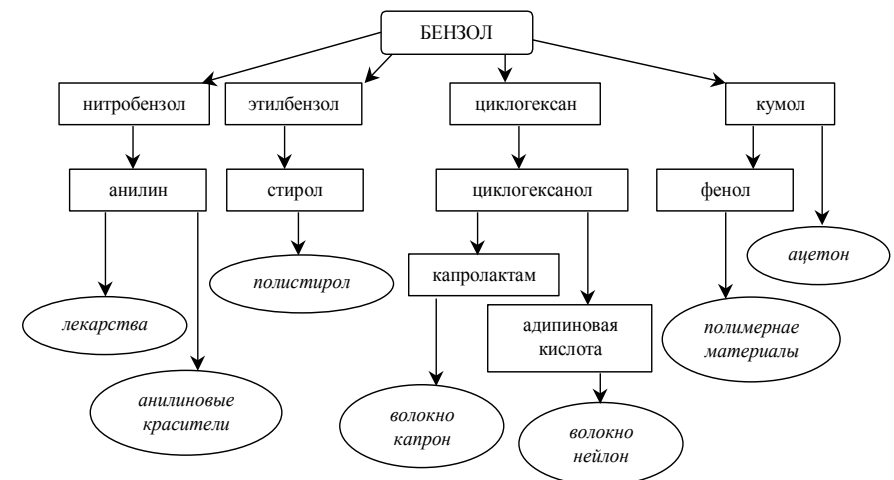 БЕНЗОЛ
нитробензол
этилбензол
циклогексан
кумол
анилин
стирол
циклогексанол
фенол
ацетон
полистирол
капролактам
лекарства
адипиновая
кислота
полимернае
материалы
анилиновые
красители
волокно
капрон
волокно
нейлон